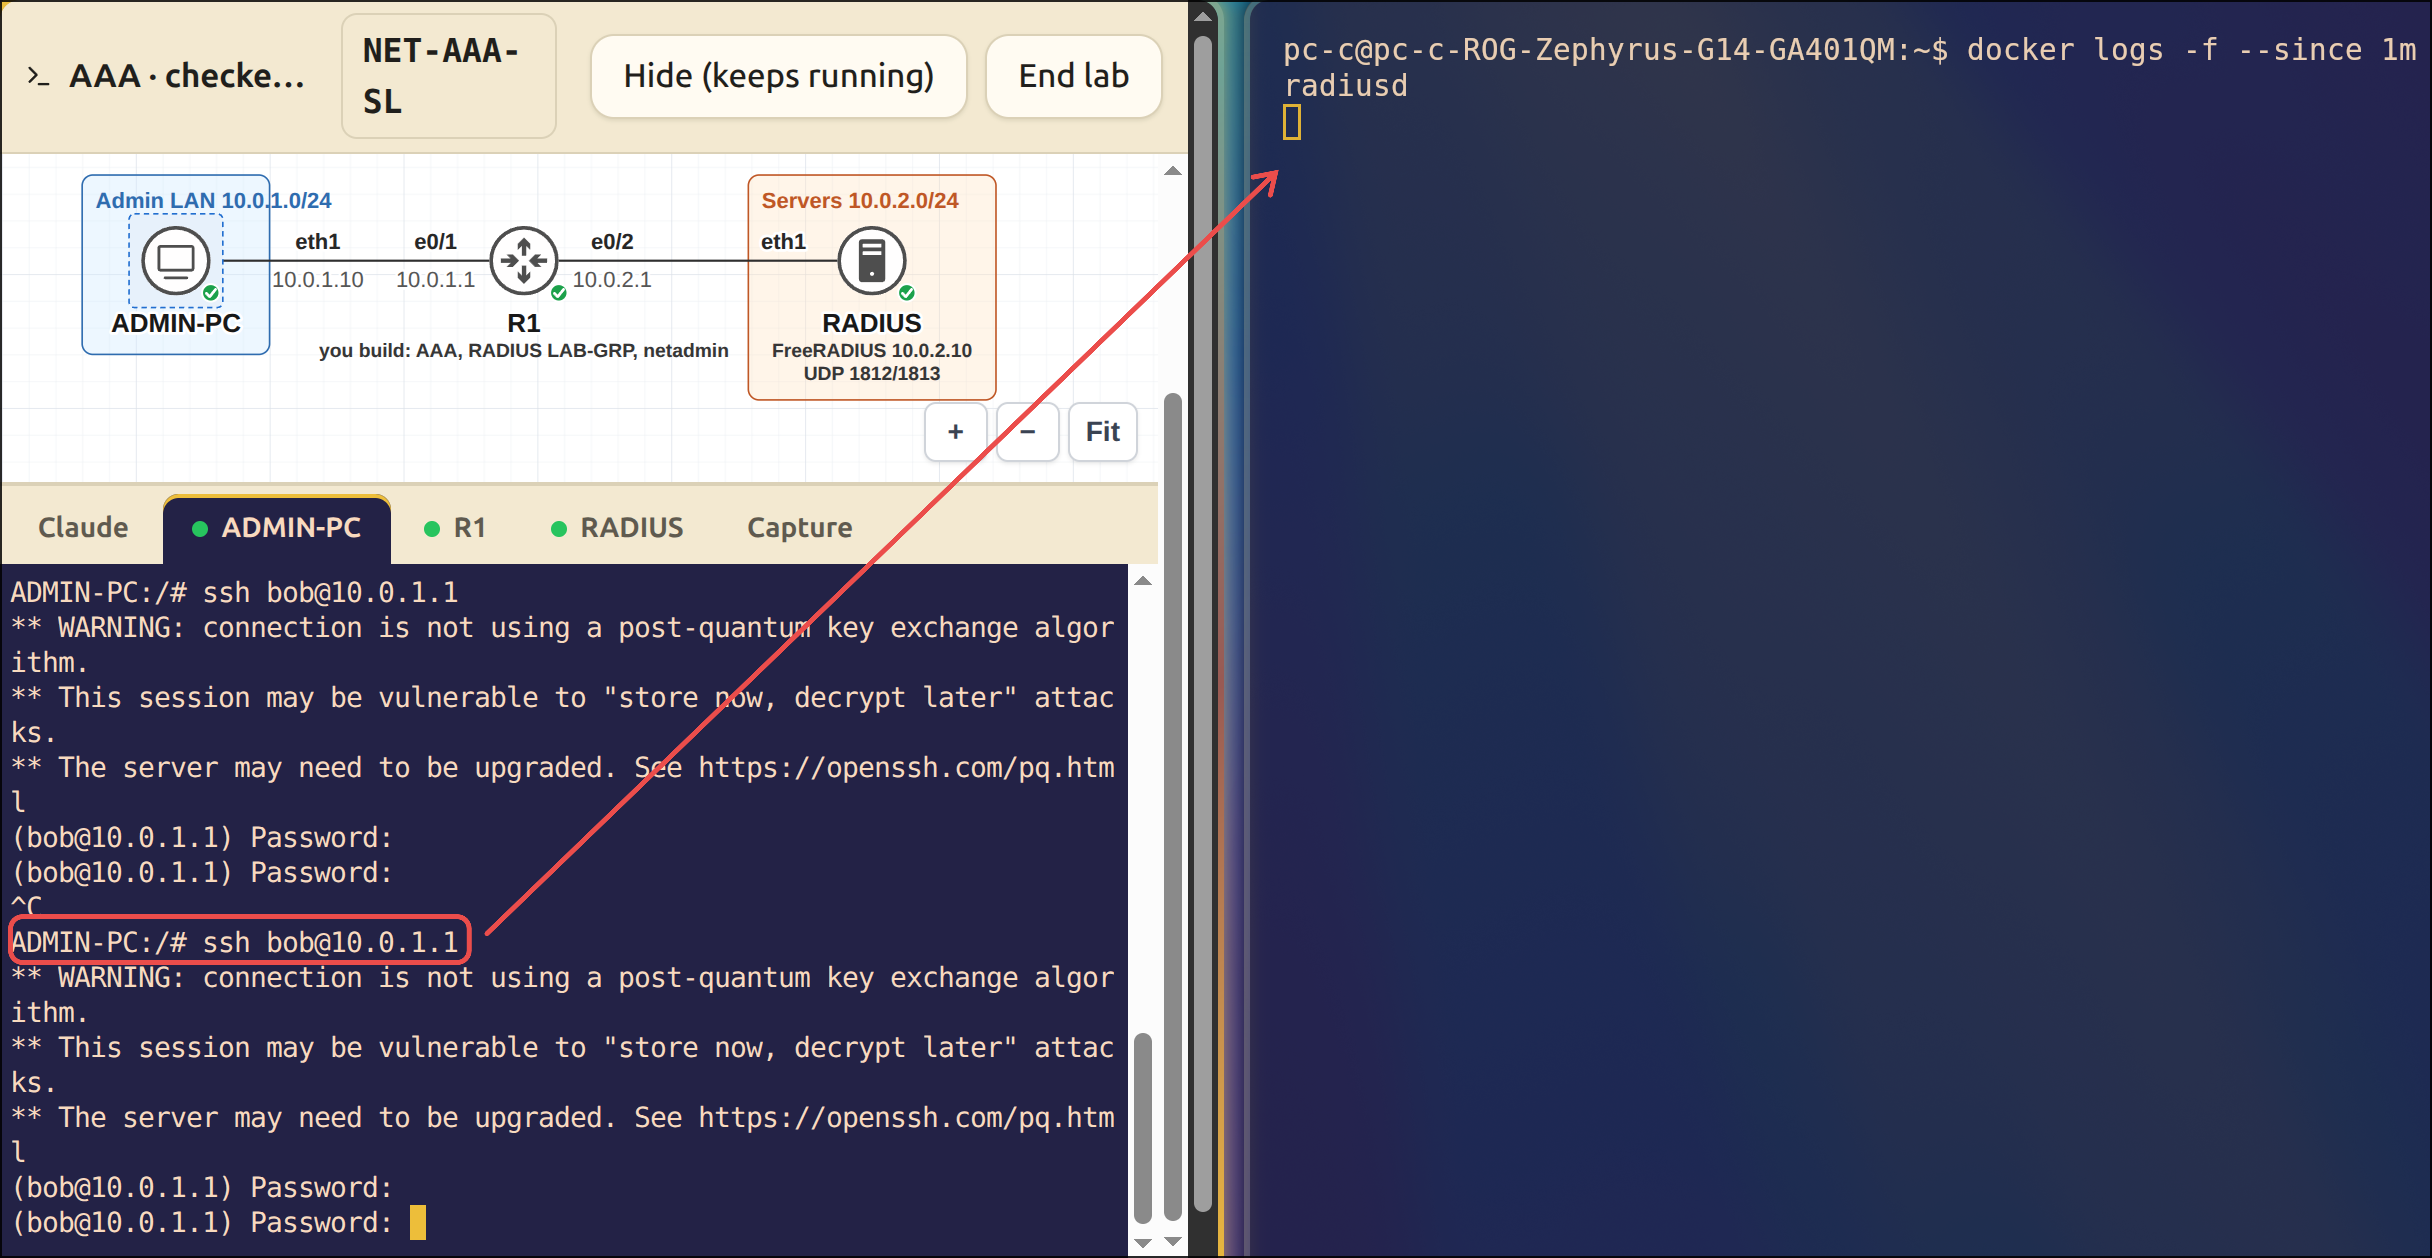 >_ AAA · checke...
NET-AAA-
SL
Hide (keeps running)
End lab
Admin LAN 10.0.1.0/24
Servers 10.0.2.0/24
eth1
e0/1
e0/2
eth1
10.0.1.10
10.0.1.1
10.0.2.1
ADMIN-PC
R1
RADIUS
you build: AAA, RADIUS LAB-GRP, netadmin
FreeRADIUS 10.0.2.10
UDP 1812/1813
+
−
Fit
Claude
ADMIN-PC
R1
RADIUS
Capture
ADMIN-PC:/# ssh bob@10.0.1.1
** WARNING: connection is not using a post-quantum key exchange algor
ithm.
** This session may be vulnerable to "store now, decrypt later" attac
ks.
** The server may need to be upgraded. See https://openssh.com/pq.htm
l
(bob@10.0.1.1) Password:
(bob@10.0.1.1) Password:
^C
ADMIN-PC:/# ssh bob@10.0.1.1
** WARNING: connection is not using a post-quantum key exchange algor
ithm.
** This session may be vulnerable to "store now, decrypt later" attac
ks.
** The server may need to be upgraded. See https://openssh.com/pq.htm
l
(bob@10.0.1.1) Password:
(bob@10.0.1.1) Password:
pc-c@pc-c-ROG-Zephyrus-G14-GA401QM:~$ docker logs -f --since 1m
radiusd